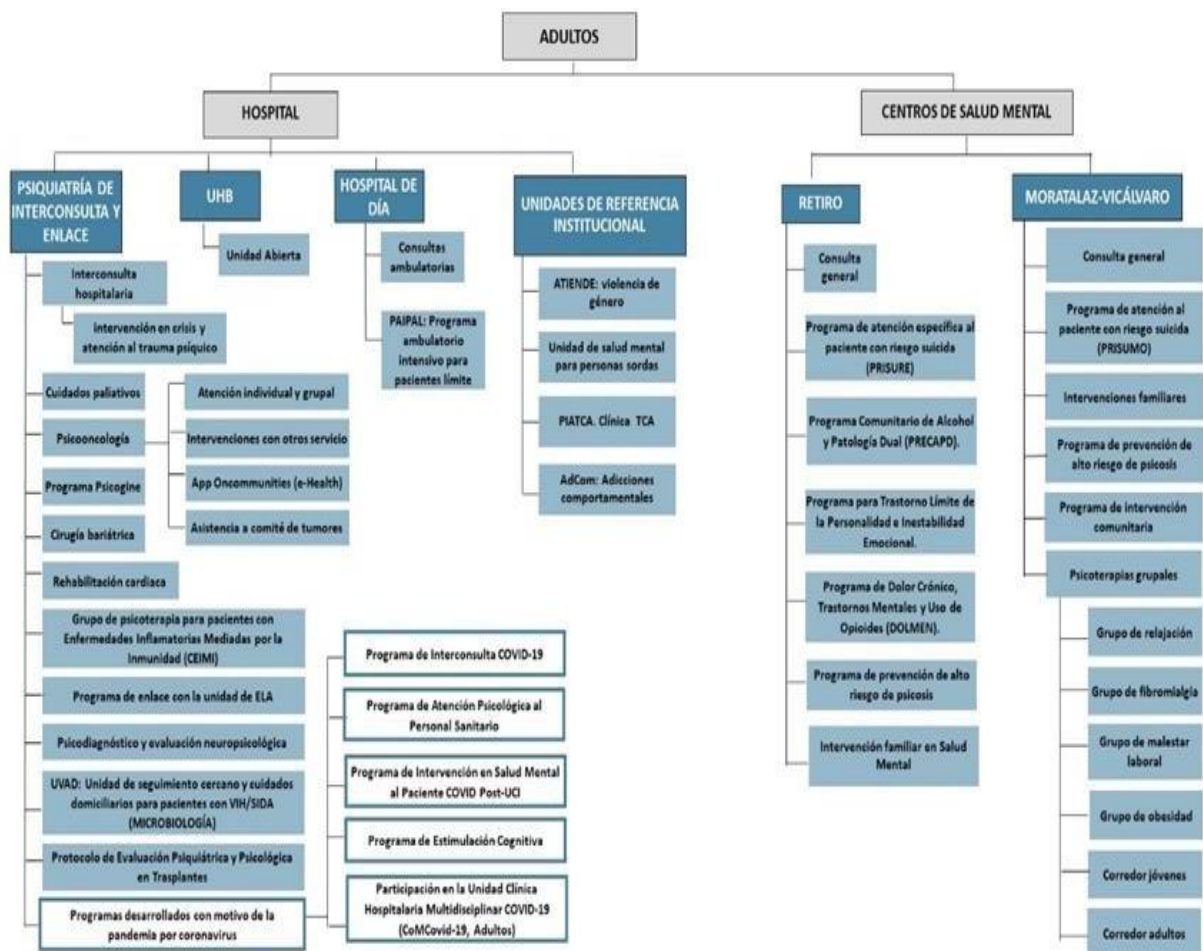 ADULTOS
HOSPITAL
CENTROS DE SALUD MENTAL
PSIQUIATRÍA DE
INTERCONSULTA Y
ENLACE
UHB
HOSPITAL DE
DÍA
UNIDADES DE REFERENCIA
INSTITUCIONAL
RETIRO
MORATALAZ-VICÁLVARO
Interconsulta
hospitalaria
Intervención en crisis y
atención al trauma psíquico
Cuidados paliativos
Psicooncología
Atención individual y grupal
Intervenciones con otros servicio
App Oncommunities (e-Health)
Asistencia a comité de tumores
Programa Psicogine
Cirugía bariátrica
Rehabilitación cardiaca
Grupo de psicoterapia para pacientes con
Enfermedades Inflamatorias Mediadas por la
Inmunidad (CEIMI)
Programa de enlace con la unidad de ELA
Psicodiagnóstico y evaluación neuropsicológica
UVAD: Unidad de seguimiento cercano y cuidados
domiciliarios para pacientes con VIH/SIDA
(MICROBIOLOGÍA)
Protocolo de Evaluación Psiquiátrica y Psicológica
en Trasplantes
Programas desarrollados con motivo de la
pandemia por coronavirus
Programa de Interconsulta COVID-19
Programa de Atención Psicológica al
Personal Sanitario
Programa de Intervención en Salud Mental
al Paciente COVID Post-UCI
Programa de Estimulación Cognitiva
Participación en la Unidad Clínica
Hospitalaria Multidisciplinar COVID-19
(CoMCovid-19, Adultos)
Unidad Abierta
Consultas
ambulatorias
PAIPAL: Programa
ambulatorio
intensivo para
pacientes límite
ATIENDE: violencia de
género
Unidad de salud mental
para personas sordas
PIATCA. Clínica TCA
AdCom: Adicciones
comportamentales
Consulta
general
Programa de atención específica al
paciente con riesgo suicida
(PRISURE)
Programa Comunitario de Alcohol
y Patología Dual (PRECAPD).
Programa para Trastorno Límite de
la Personalidad e Inestabilidad
Emocional.
Programa de Dolor Crónico,
Trastornos Mentales y Uso de
Opioides (DOLMEN).
Programa de prevención de alto
riesgo de psicosis
Intervención familiar en Salud
Mental
Consulta general
Programa de atención al
paciente con riesgo suicida
(PRISUMO)
Intervenciones familiares
Programa de prevención de
alto riesgo de psicosis
Programa de intervención
comunitaria
Psicoterapias grupales
Grupo de relajación
Grupo de fibromialgia
Grupo de malestar
laboral
Grupo de obesidad
Corredor jóvenes
Corredor adultos